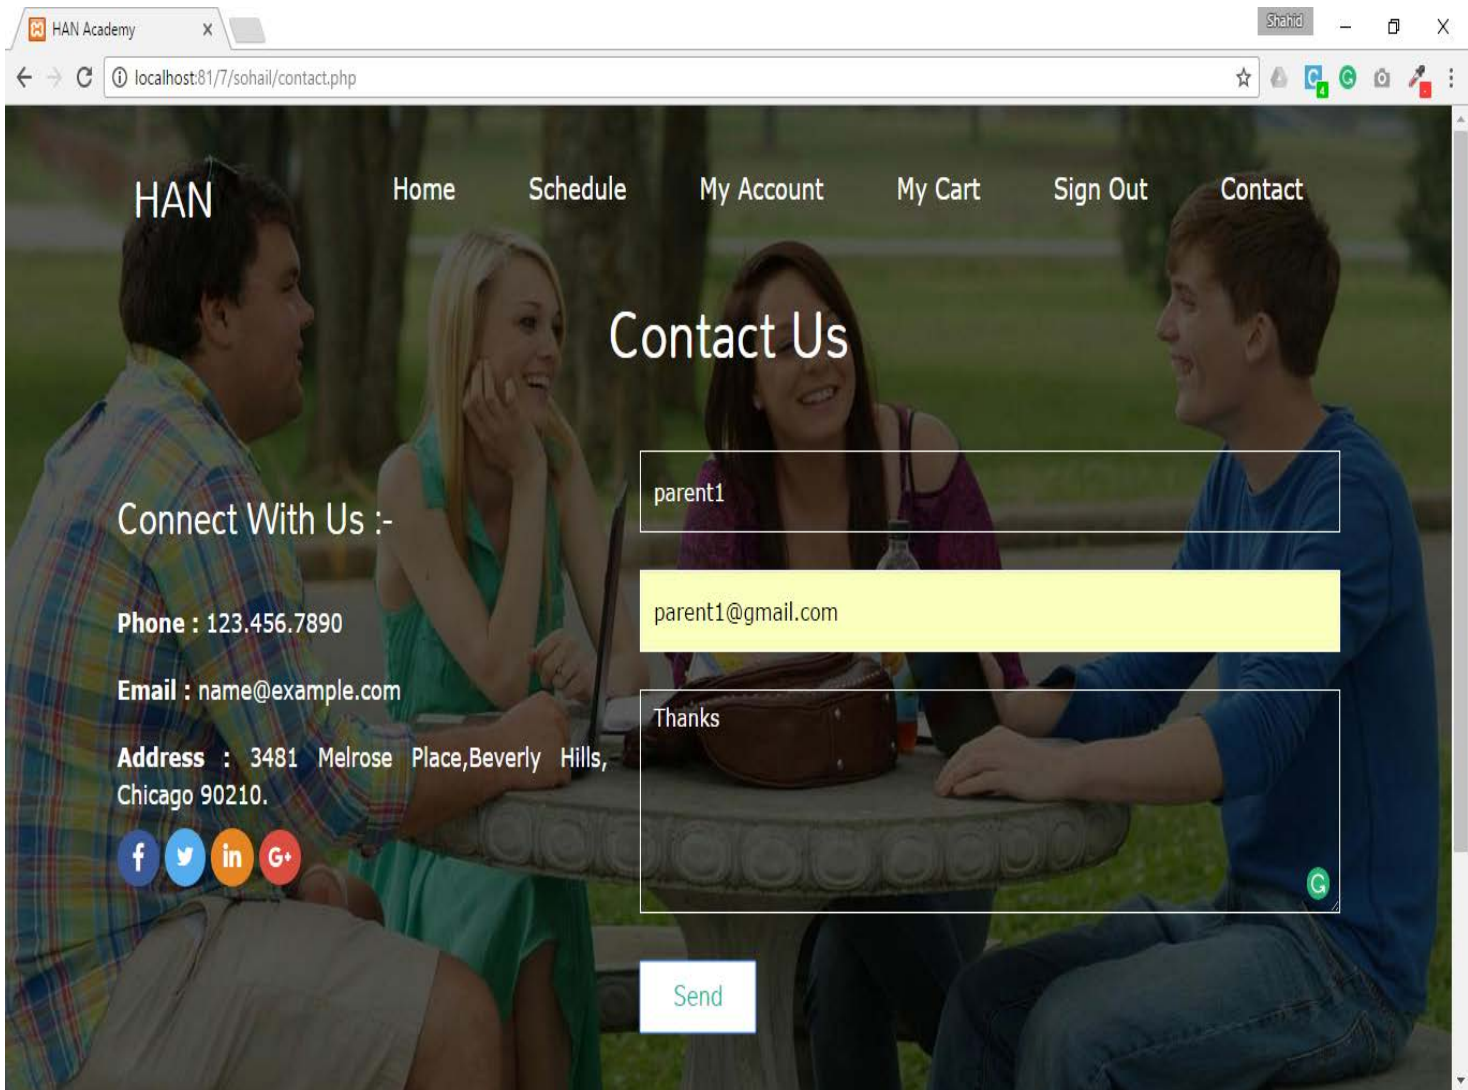 HAN Academy
Shahid
localhost:81/7/sohail/contact.php
4
HAN
Home Schedule My Account My Cart Sign Out Contact
Contact Us
Connect With Us :-
Phone : 123.456.7890
Email : name@example.com
Address : 3481 Melrose Place,Beverly Hills,
Chicago 90210.
f in G+
parent1
parent1@gmail.com
Thanks
Send